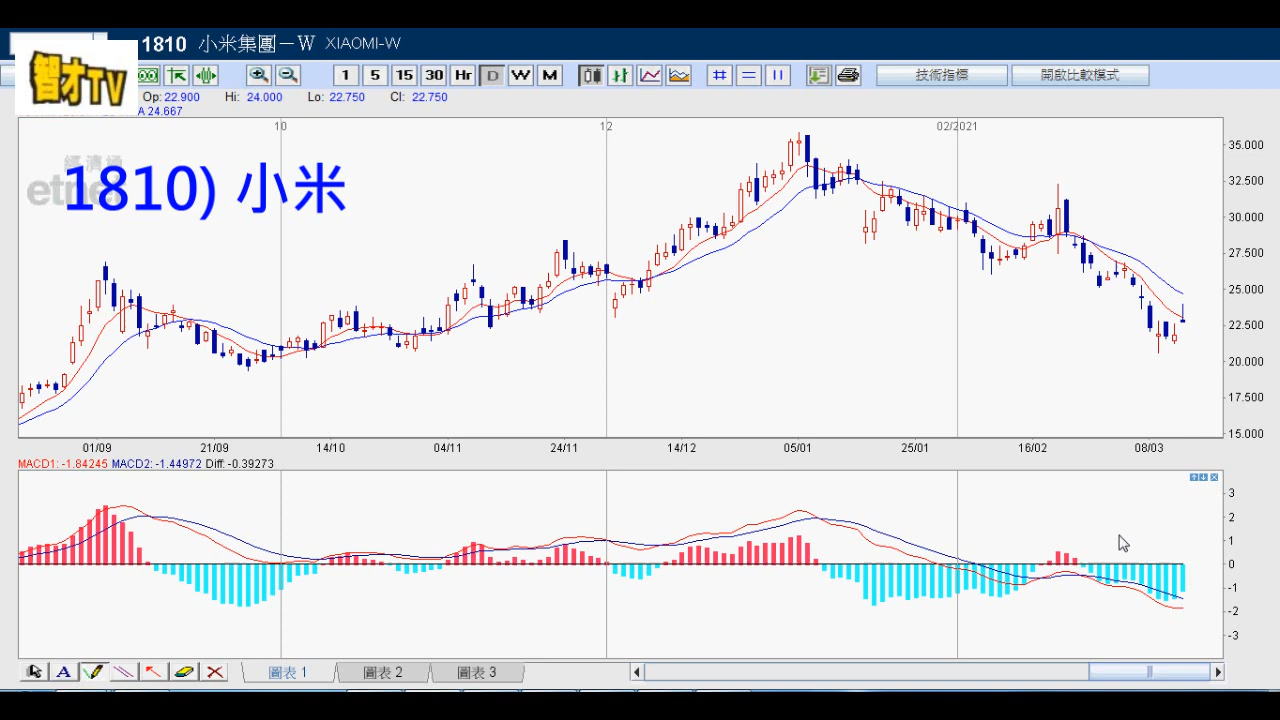 1810 小米集團－W XIAOMI-W
智才TV
1 5 15 30 Hr D W M
技術指標 開啟比較模式
Op: 22.900 Hi: 24.000 Lo: 22.750 Cl: 22.750
A 24.667
10 12 02/2021
經濟通
etne
1810) 小米
35.000
32.500
30.000
27.500
25.000
22.500
20.000
17.500
15.000
01/09 21/09 14/10 04/11 24/11 14/12 05/01 25/01 16/02 08/03
MACD1: -1.84245 MACD2: -1.44972 Diff: -0.39273
3
2
1
0
-1
-2
-3
A
圖表 1 圖表 2 圖表 3